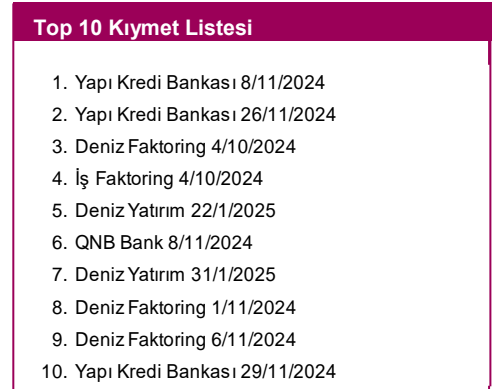 Top 10 Kıymet Listesi
1. Yapı Kredi Bankası 8/11/2024
2. Yapı Kredi Bankası 26/11/2024
3. Deniz Faktoring 4/10/2024
4. İş Faktoring 4/10/2024
5. Deniz Yatırım 22/1/2025
6. QNB Bank 8/11/2024
7. Deniz Yatırım 31/1/2025
8. Deniz Faktoring 1/11/2024
9. Deniz Faktoring 6/11/2024
10. Yapı Kredi Bankası 29/11/2024